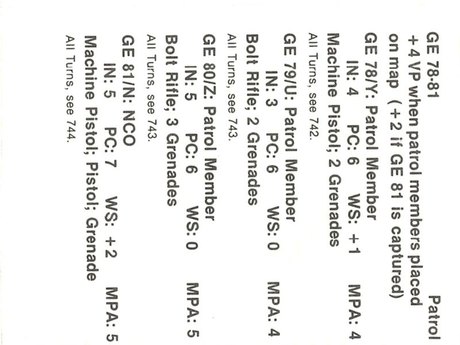 GE 78-81 Patrol
+ 4 VP when patrol members placed
on map (+ 2 if GE 81 is captured)
GE 78/Y: Patrol Member
IN: 4 PC: 6 WS: + 1 MPA: 4
Machine Pistol; 2 Grenades
All Turns, see 742.
GE 79/U: Patrol Member
IN: 3 PC: 6 WS: 0 MPA: 4
Bolt Rifle; 2 Grenades
All Turns, see 743.
GE 80/Z: Patrol Member
IN: 5 PC: 6 WS: 0 MPA: 5
Bolt Rifle; 3 Grenades
All Turns, see 743.
GE 81/N: NCO
IN: 5 PC: 7 WS: + 2 MPA: 5
Machine Pistol; Pistol; Grenade
All Turns, see 744.